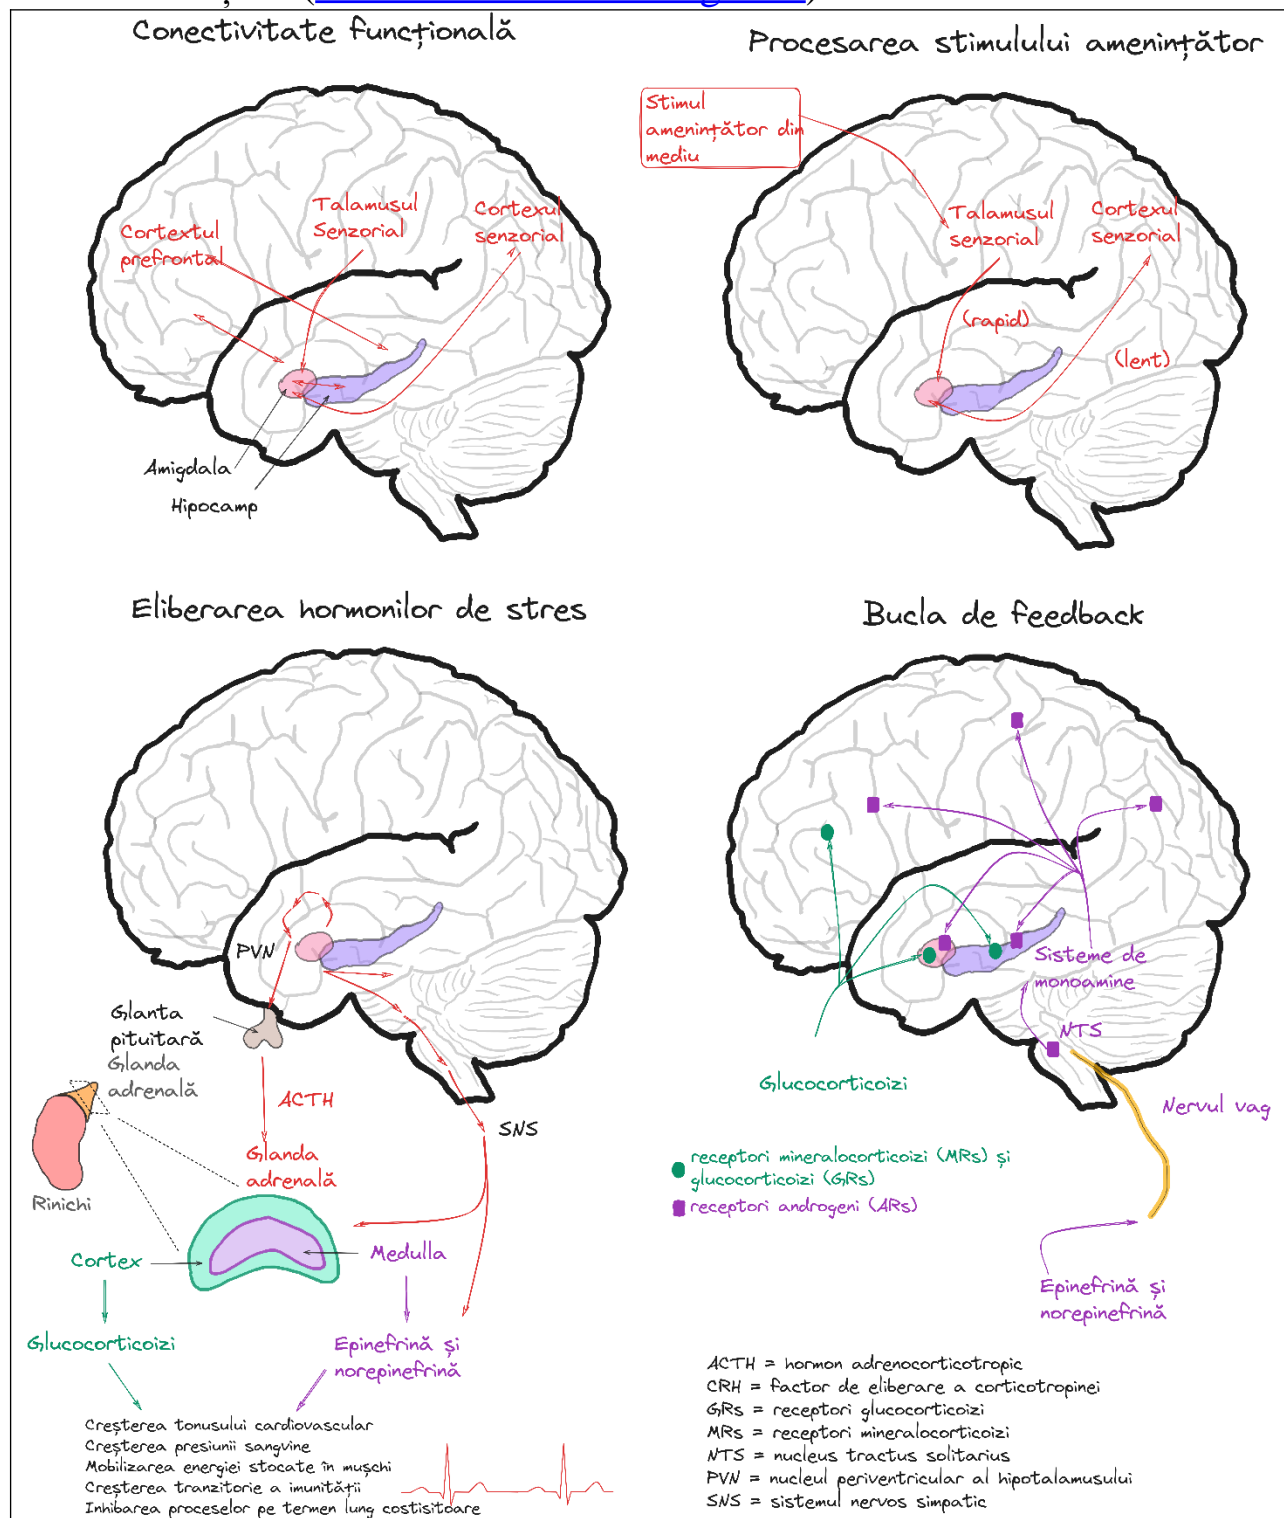 Conectivitate funcțională
Procesarea stimulului amenințător
Cortextul
prefrontal
Talamusul
Senzorial
Cortexul
senzorial
Amigdala
Hipocamp
Stimul
amenințător din
mediu
Talamusul
senzorial
Cortexul
senzorial
(rapid)
(lent)
Eliberarea hormonilor de stres
Bucla de feedback
PVN
Glanta
pituitară
Glanda
adrenală
Rinichi
ACTH
Glanda
adrenală
SNS
Cortex
Medulla
Glucocorticoizi
Epinefrină și
norepinefrină
Creșterea tonusului cardiovascular
Creșterea presiunii sangvine
Mobilizarea energiei stocate în mușchi
Creșterea tranzitorie a imunității
Inhibarea proceselor pe termen lung costisitoare
Sisteme de
monoamine
NTS
Glucocorticoizi
Nervul vag
receptori mineralocorticoizi (MRs) și
glucocorticoizi (GRs)
receptori androgeni (ARs)
Epinefrină și
norepinefrină
ACTH = hormon adrenocorticotropic
CRH = factor de eliberare a corticotropinei
GRs = receptori glucocorticoizi
MRs = receptori mineralocorticoizi
NTS = nucleus tractus solitarius
PVN = nucleul periventricular al hipotalamusului
SNS = sistemul nervos simpatic